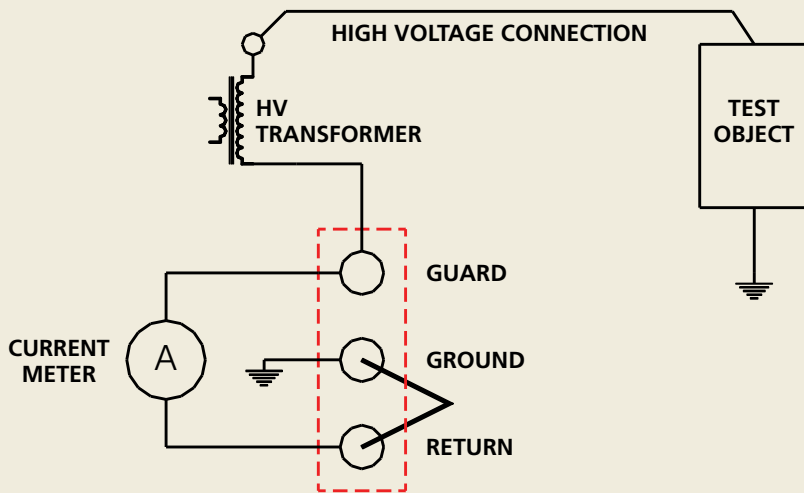 HIGH VOLTAGE CONNECTION
HV
TRANSFORMER
TEST
OBJECT
GUARD
CURRENT
METER
A
GROUND
RETURN